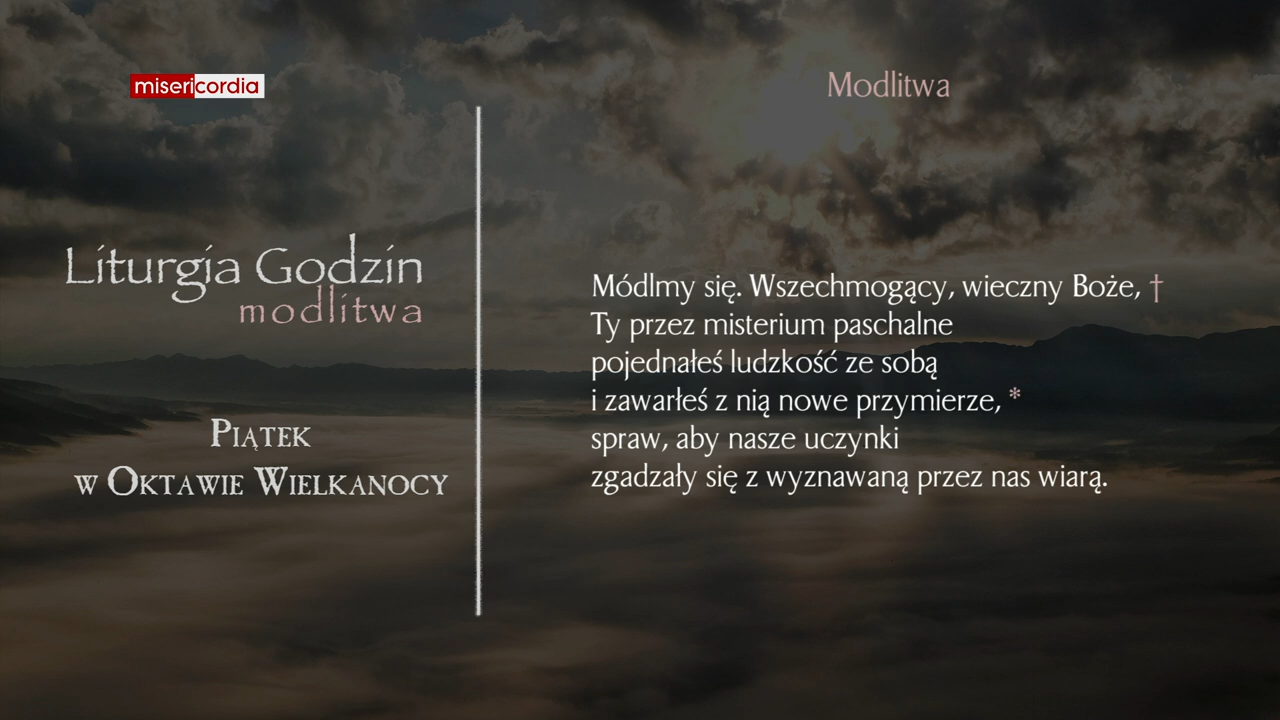 misericordia
Modlitwa
Liturgia Godzin
modlitwa
Piątek
w Oktawie Wielkanocy
Módlmy się. Wszechmogący, wieczny Boże, †
Ty przez misterium paschalne
pojednałeś ludzkość ze sobą
i zawarłeś z nią nowe przymierze, *
spraw, aby nasze uczynki
zgadzały się z wyznawaną przez nas wiarą.